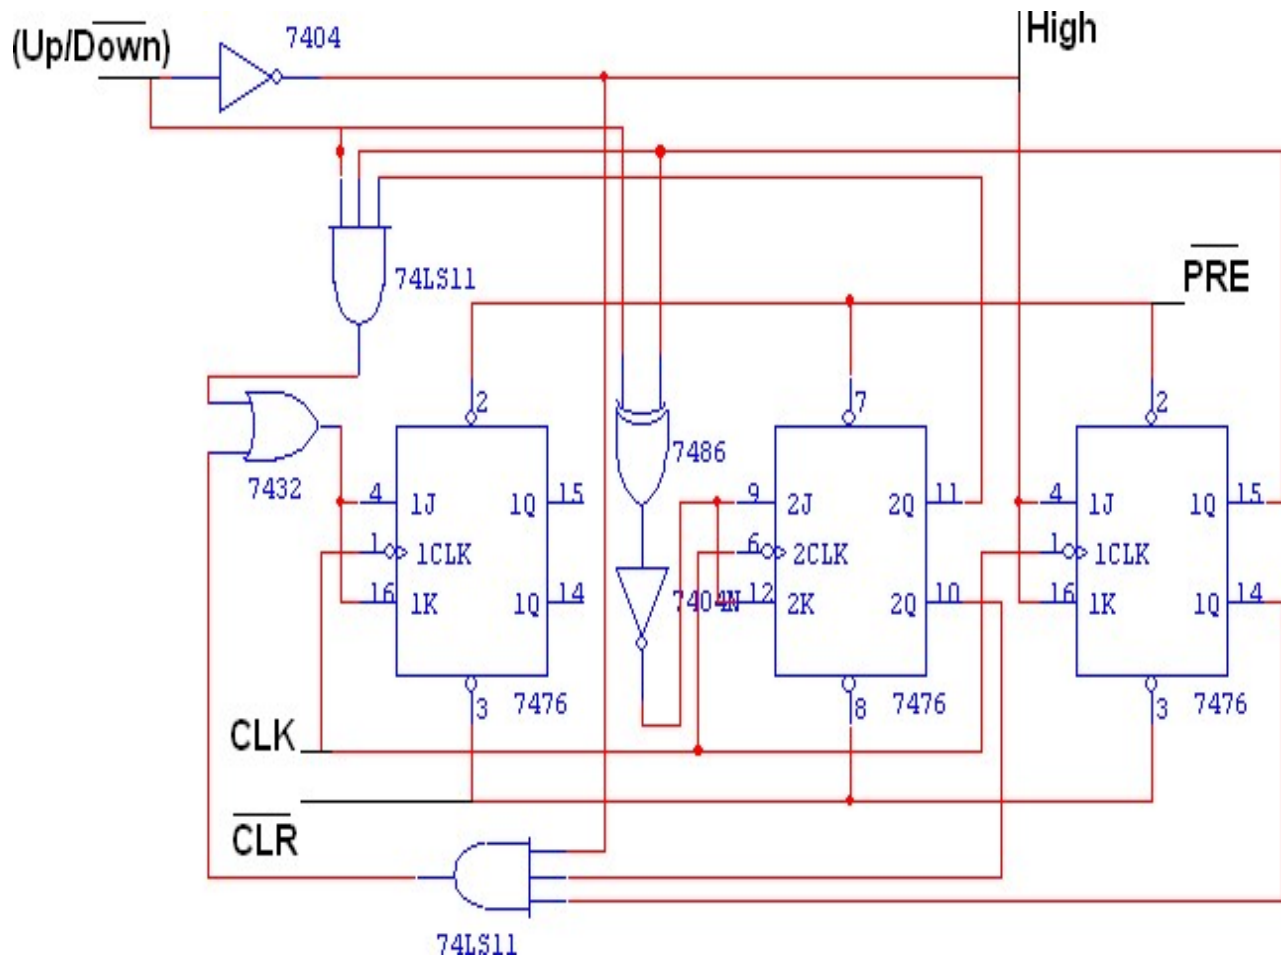 (Up/Down)
7404
High
74LS11
PRE
2
7
2
7432
7486
4 1J 1Q 15
1 1CLK
16 1K 1Q 14
3 7476
9 2J 2Q 11
6 2CLK
12 2K 2Q 10
8 7476
7404N
4 1J 1Q 15
1 1CLK
16 1K 1Q 14
3 7476
CLK
CLR
74LS11